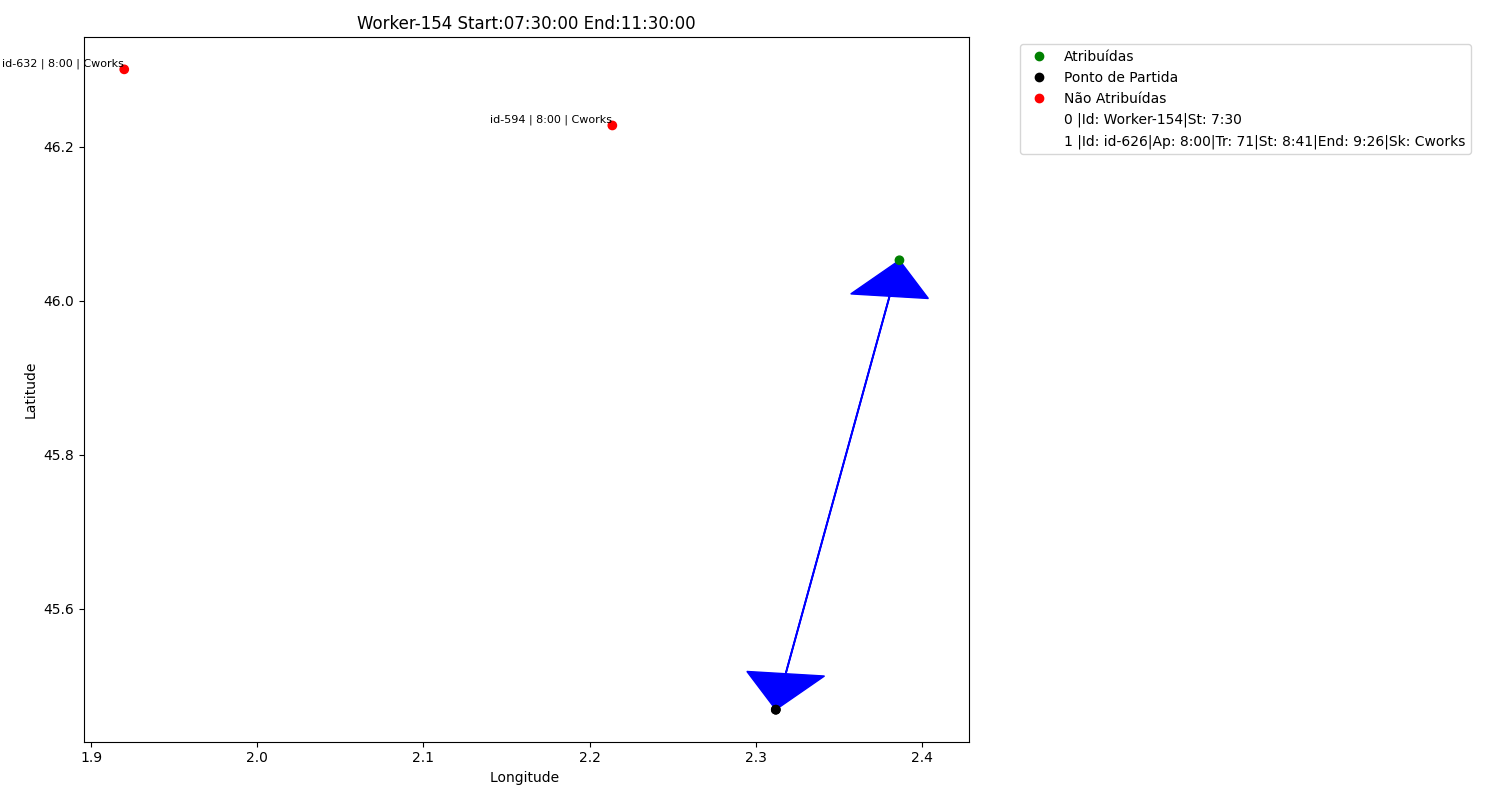 Worker-154 Start:07:30:00 End:11:30:00
id-632 | 8:00 | Cworks
id-594 | 8:00 | Cworks
46.2
46.0
45.8
45.6
Latitude
1.9
2.0
2.1
2.2
2.3
2.4
Longitude
Atribuídas
Ponto de Partida
Não Atribuídas
0 |Id: Worker-154|St: 7:30
1 |Id: id-626|Ap: 8:00|Tr: 71|St: 8:41|End: 9:26|Sk: Cworks